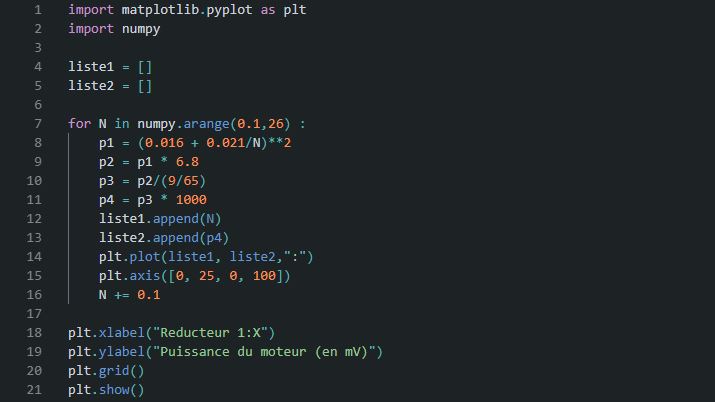 1 import matplotlib.pyplot as plt
2 import numpy
3
4 liste1 = []
5 liste2 = []
6
7 for N in numpy.arange(0.1,26) :
8     p1 = (0.016 + 0.021/N)**2
9     p2 = p1 * 6.8
10     p3 = p2/(9/65)
11     p4 = p3 * 1000
12     liste1.append(N)
13     liste2.append(p4)
14     plt.plot(liste1, liste2,":")
15     plt.axis([0, 25, 0, 100])
16     N += 0.1
17
18 plt.xlabel("Reducteur 1:X")
19 plt.ylabel("Puissance du moteur (en mV)")
20 plt.grid()
21 plt.show()